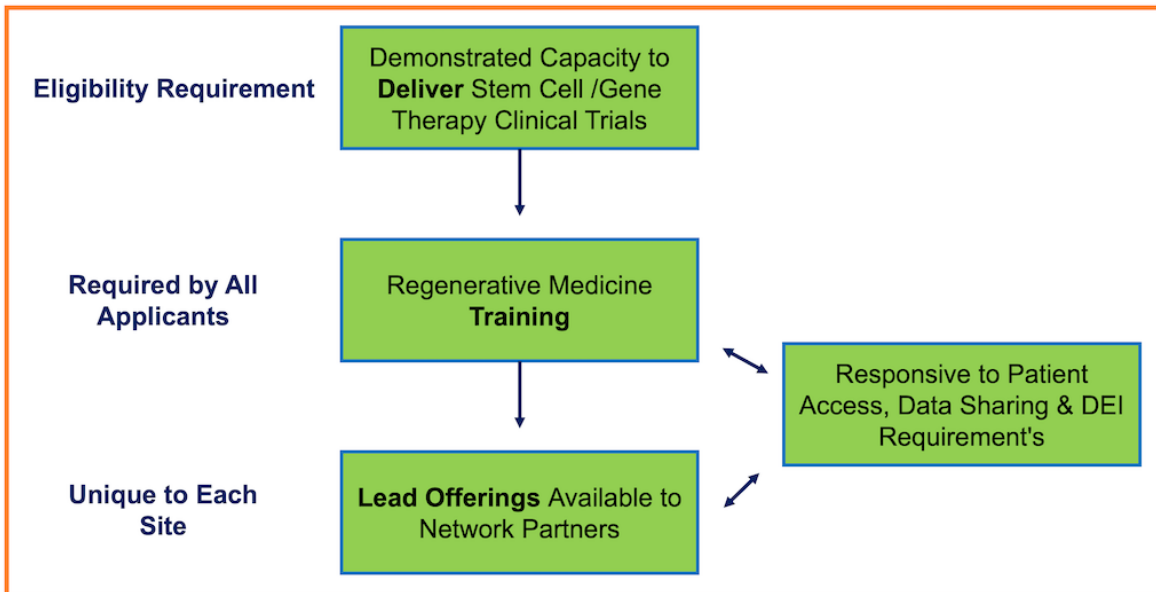 Demonstrated Capacity to
Eligibility Requirement
Deliver Stem Cell /Gene
Therapy Clinical Trials
Required by All
Applicants
Regenerative Medicine
Training
Responsive to Patient
Access, Data Sharing & DEI
Requirement's
Unique to Each
Site
Lead Offerings Available to
Network Partners